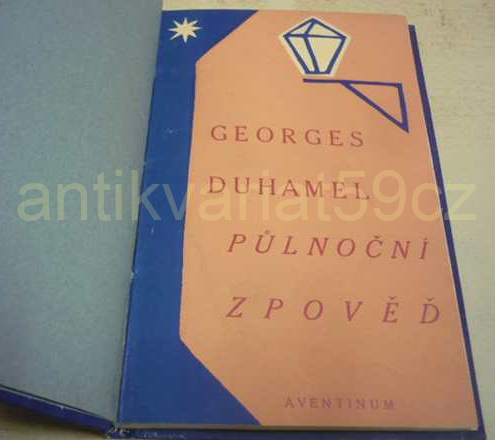 GEORGES
DUHAMEL
antikvariat59cz
PŮLNOČNÍ
ZPOVĚĎ
AVENTINUM